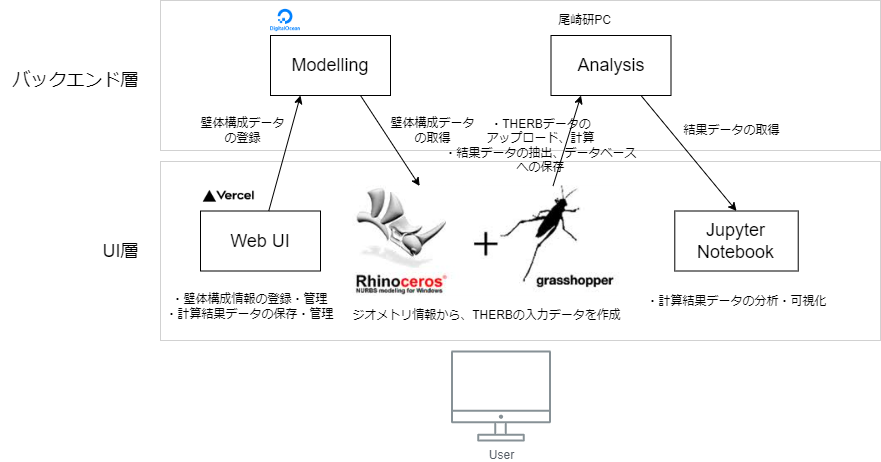 DigitalOcean
尾崎研PC
バックエンド層
Modelling
Analysis
壁体構成データ
の登録
壁体構成データ
の取得
・THERBデータの
アップロード、計算
・結果データの抽出、データベース
への保存
結果データの取得
Vercel
UI層
Web UI
Rhinoceros®
NURBS modeling for Windows
+
grasshopper
Jupyter
Notebook
・壁体構成情報の登録・管理
・計算結果データの保存・管理
ジオメトリ情報から、THERBの入力データを作成
・計算結果データの分析・可視化
User